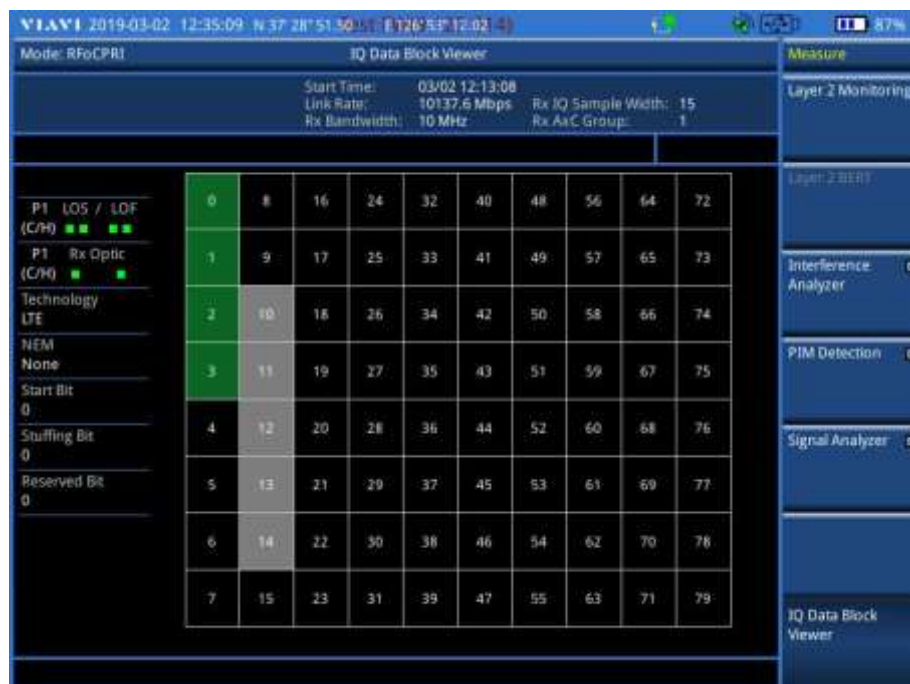 VIAVI 2019-03-02 12:35:09 N 37 28'
87%
Mode: RFoCPRI
IQ Data Block Viewer
Measure
Start Time: 03/02 12:13:08
Link Rate: 10137.6 Mbps Rx IQ Sample Width: 15
Rx Bandwidth: 10 MHz Rx AxC Group: 1
Layer 2 Monitoring
Layer 2 BERT
Interference
Analyzer
PIM Detection
Signal Analyzer
IQ Data Block
Viewer
P1 LOS / LOF
(C/H)
P1 Rx Optic
(C/H)
Technology
LTE
NEM
None
Start Bit
0
Stuffing Bit
0
Reserved Bit
0
0 8 16 24 32 40 48 56 64 72
1 9 17 25 33 41 49 57 65 73
2 10 18 26 34 42 50 58 66 74
3 11 19 27 35 43 51 59 67 75
4 12 20 28 36 44 52 60 68 76
5 13 21 29 37 45 53 61 69 77
6 14 22 30 38 46 54 62 70 78
7 15 23 31 39 47 55 63 71 79